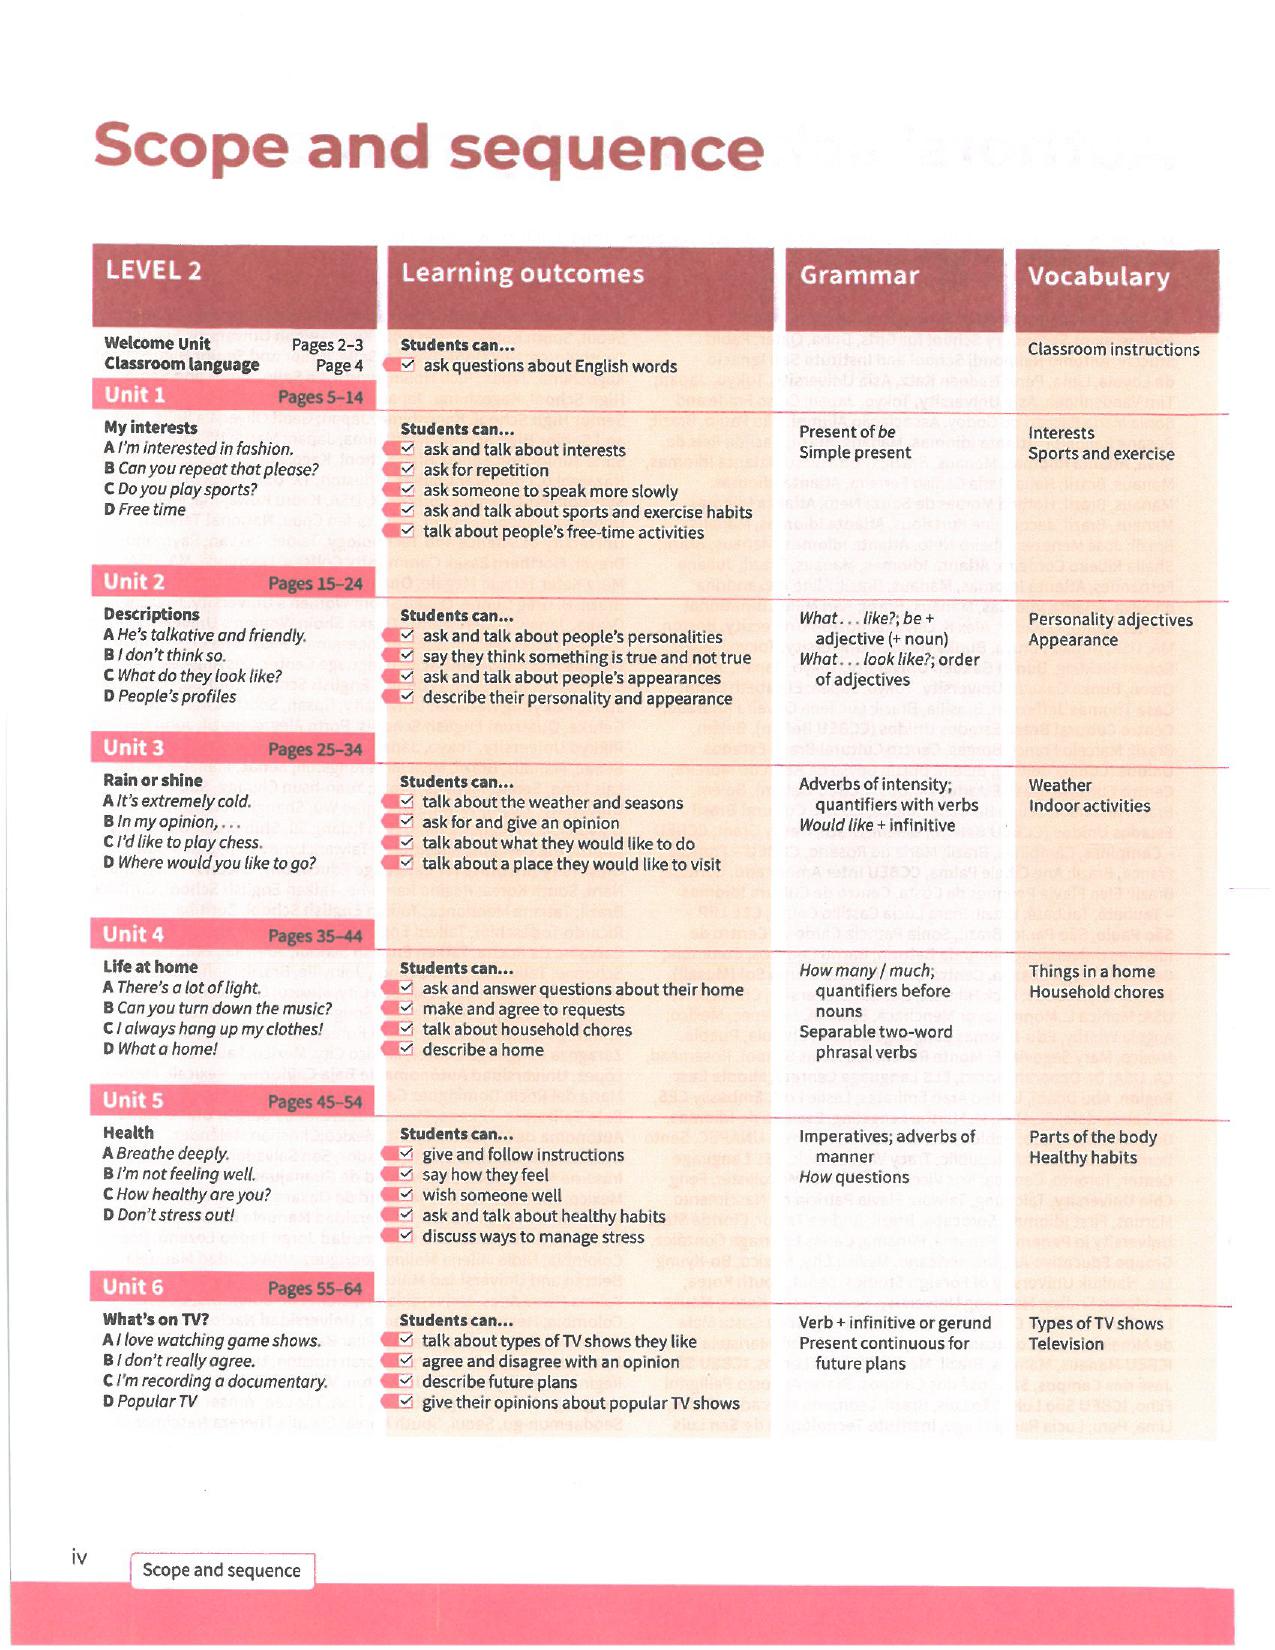 Scope and sequence
LEVEL 2
Learning outcomes
Grammar
Vocabulary
Welcome Unit Pages 2–3
Classroom language Page 4
Students can...
ask questions about English words
Classroom instructions
Unit 1 Pages 5–14
My interests
A I'm interested in fashion.
B Can you repeat that please?
C Do you play sports?
D Free time
Students can...
ask and talk about interests
ask for repetition
ask someone to speak more slowly
ask and talk about sports and exercise habits
talk about people's free-time activities
Present of be
Simple present
Interests
Sports and exercise
Unit 2 Pages 15–24
Descriptions
A He's talkative and friendly.
B I don't think so.
C What do they look like?
D People's profiles
Students can...
ask and talk about people's personalities
say they think something is true and not true
ask and talk about people's appearances
describe their personality and appearance
What . . . like?; be +
adjective (+ noun)
What . . . look like?; order
of adjectives
Personality adjectives
Appearance
Unit 3 Pages 25–34
Rain or shine
A It's extremely cold.
B In my opinion, . . .
C I'd like to play chess.
D Where would you like to go?
Students can...
talk about the weather and seasons
ask for and give an opinion
talk about what they would like to do
talk about a place they would like to visit
Adverbs of intensity;
quantifiers with verbs
Would like + infinitive
Weather
Indoor activities
Unit 4 Pages 35–44
Life at home
A There's a lot of light.
B Can you turn down the music?
C I always hang up my clothes!
D What a home!
Students can...
ask and answer questions about their home
make and agree to requests
talk about household chores
describe a home
How many / much;
quantifiers before
nouns
Separable two-word
phrasal verbs
Things in a home
Household chores
Unit 5 Pages 45–54
Health
A Breathe deeply.
B I'm not feeling well.
C How healthy are you?
D Don't stress out!
Students can...
give and follow instructions
say how they feel
wish someone well
ask and talk about healthy habits
discuss ways to manage stress
Imperatives; adverbs of
manner
How questions
Parts of the body
Healthy habits
Unit 6 Pages 55–64
What's on TV?
A I love watching game shows.
B I don't really agree.
C I'm recording a documentary.
D Popular TV
Students can...
talk about types of TV shows they like
agree and disagree with an opinion
describe future plans
give their opinions about popular TV shows
Verb + infinitive or gerund
Present continuous for
future plans
Types of TV shows
Television
iv
Scope and sequence